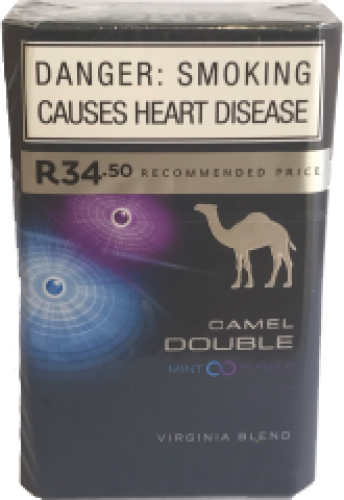 DANGER: SMOKING
CAUSES HEART DISEASE
R34.50 RECOMMENDED PRICE
CAMEL
DOUBLE
MINT
VIRGINIA BLEND